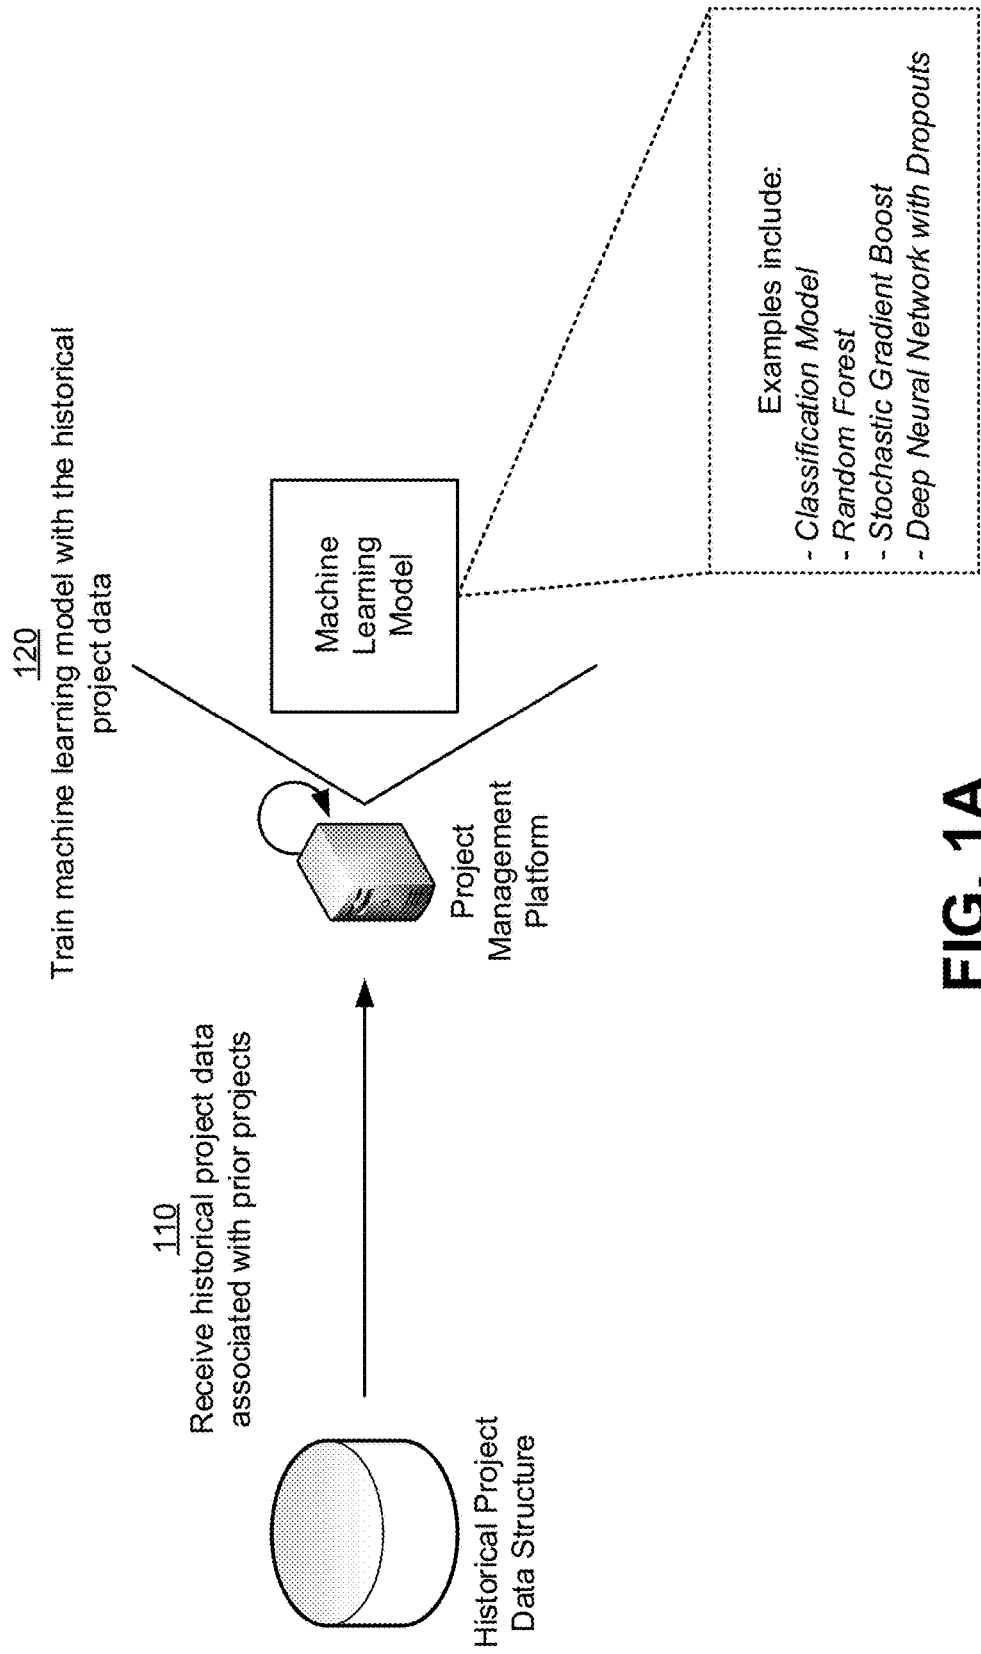 120
Train machine learning model with the historical
project data
110
Receive historical project data
associated with prior projects
Historical Project
Data Structure
Project
Management
Platform
Machine
Learning
Model
Examples include:
- Classification Model
- Random Forest
- Stochastic Gradient Boost
- Deep Neural Network with Dropouts
FIG. 1A